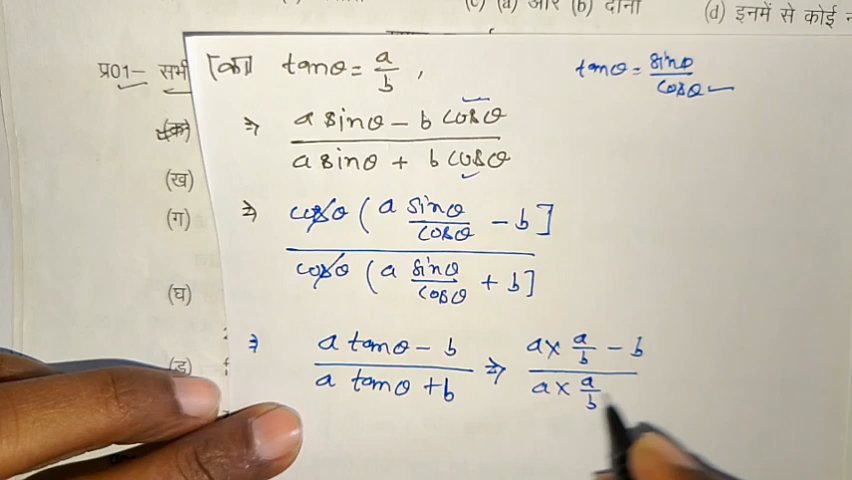 (c) (a) और (b) दोनों
(d) इनमें से कोई न
प्र01- सभी
(क) tanθ = a/b ,
tanθ = sinθ/cosθ
(क)
⇒ (a sinθ - b cosθ)/(a sinθ + b cosθ)
(ख)
(ग) ⇒ cosθ (a sinθ/cosθ - b]/cosθ (a sinθ/cosθ + b]
(घ)
⇒ (a tanθ - b)/(a tanθ + b) ⇒ (a × a/b - b)/(a × a/b
(ड)